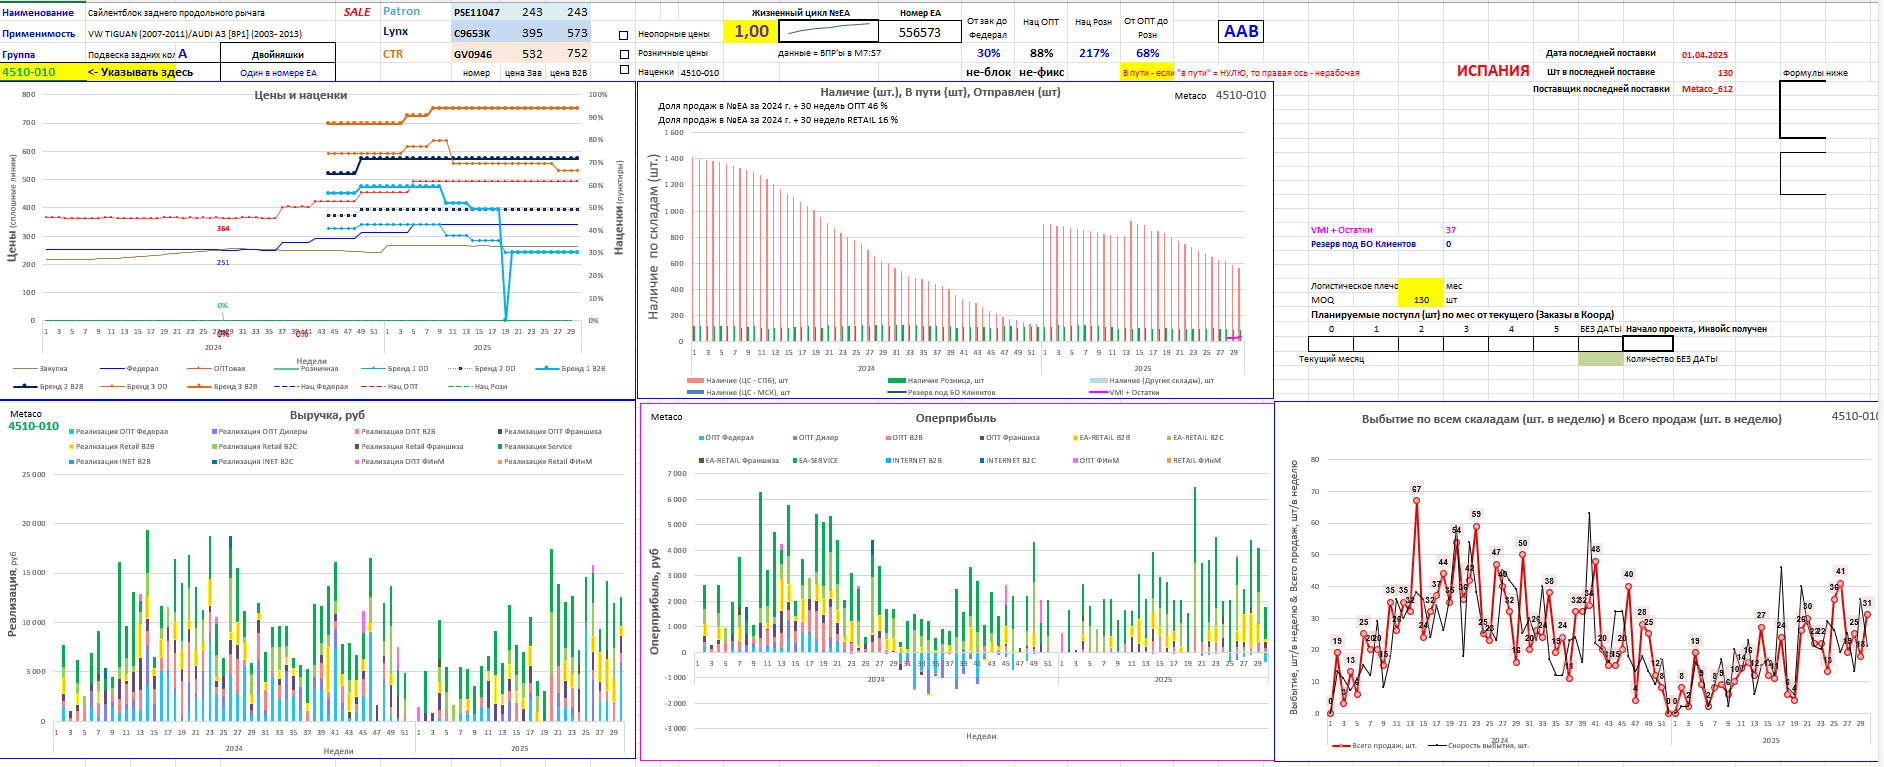 Наименование Сайлентблок заднего продольного рычага SALE Patron PSE11047 243 243 Жизненный цикл №EA Номер EA
Применимость VW TIGUAN (2007-2011)/AUDI A3 [8P1] (2003- 2013) Lynx C9653K 395 573 Неопорные цены 1,00 556573 От зак до Федерал Нац ОПТ Нац Розн От ОПТ до Розн AAB
Группа Подвеска задних кол A Двойняшки CTR GV0946 532 752 Розничные цены данные = ВПР'ы в M7:S7 30% 88% 217% 68% Дата последней поставки 01.04.2025
4510-010 <- Указывать здесь Один в номере EA номер цена Зав цена B2B Наценки 4510-010 не-блок не-фикс В пути - если "в пути" = НУЛЮ, то правая ось - нерабочая ИСПАНИЯ Шт в последней поставке 130 Формулы ниже
Поставщик последней поставки Metaco_612
Цены и наценки
Цены (сплошные линии)
Наценки (пунктиры)
800 700 600 500 400 300 200 100 0
100% 90% 80% 70% 60% 50% 40% 30% 20% 10% 0%
364
251
0%
0%
1 3 5 7 9 11 13 15 17 19 21 23 25 31 33 35 37 39 41 43 45 47 49 51 1 3 5 7 9 11 13 15 17 19 21 23 25 27 29
2024 2025
Недели
Закупка Федерал ОПТовая Розничная Бренд 1 DD Бренд 2 DD Бренд 1 B2B
Бренд 2 B2B Бренд 3 DD Бренд 3 B2B Нац Федерал Нац ОПТ Нац Розн
Наличие (шт.), В пути (шт), Отправлен (шт)
Metaco 4510-010
Доля продаж в №EA за 2024 г. + 30 недель ОПТ 46 %
Доля продаж в №EA за 2024 г. + 30 недель RETAIL 16 %
Наличие по складам (шт.)
1 600 1 400 1 200 1 000 800 600 400 200 0
1 3 5 7 9 11 13 15 17 19 21 23 25 27 29 31 33 35 37 39 41 43 45 47 49 51 1 3 5 7 9 11 13 15 17 19 21 23 25 27 29
2024 2025
Наличие (ЦС - СПБ), шт Наличие Розница, шт Наличие (Другие склады), шт
Наличие (ЦС - МСК), шт Резерв под БО Клиентов VMI + Остатки
VMI + Остатки 37
Резерв под БО Клиентов 0
Логистическое плечо мес
MOQ 130 шт
Планируемые поступл (шт) по мес от текущего (Заказы в Коорд)
0 1 2 3 4 5 БЕЗ ДАТЫ Начало проекта, Инвойс получен
Текущий месяц Количество БЕЗ ДАТЫ
Metaco
4510-010
Выручка, руб
Реализация ОПТ Федерал Реализация ОПТ Дилеры Реализация ОПТ B2B Реализация ОПТ Франшиза
Реализация Retail B2B Реализация Retail B2C Реализация Retail Франшиза Реализация Service
Реализация INET B2B Реализация INET B2C Реализация ОПТ ФИнМ Реализация Retail ФИнМ
Реализация, руб
25 000 20 000 15 000 10 000 5 000 0
1 3 5 7 9 11 13 15 17 19 21 23 25 27 29 31 33 35 37 39 41 43 45 47 49 51 1 3 5 7 9 11 13 15 17 19 21 23 25 27 29
2024 2025
Недели
Metaco
Оперприбыль
ОПТ Федерал ОПТ Дилер ОПТ B2B ОПТ Франшиза EA-RETAIL B2B EA-RETAIL B2C
EA-RETAIL Франшиза EA-SERVICE INTERNET B2B INTERNET B2C ОПТ ФИнМ RETAIL ФИнМ
Оперприбыль, руб
7 000 6 000 5 000 4 000 3 000 2 000 1 000 0 -1 000 -2 000 -3 000
1 3 5 7 9 11 13 15 17 19 21 23 25 27 29 31 33 35 37 39 41 43 45 47 49 51 1 3 5 7 9 11 13 15 17 19 21 23 25 27 29
2024 2025
Недели
Выбытие по всем скаладам (шт. в неделю) и Всего продаж (шт. в неделю) 4510-010
Выбытие, шт/в неделю & Всего продаж, шт/в неделю
80 70 60 50 40 30 20 10 0
0 19 3 13 6 25 20 20 15 35 26 35 32 67 24 32 37 44 35 54 36 42 59 25 23 47 40 32 16 50 20 26 24 38 19 24 11 32 32 34 48 20 15 15 20 40 4 28 25 12 8 0 0 8 2 19 9 2 8 9 6 10 14 16 12 27 12 11 24 6 4 26 30 22 22 13 36 41 19 25 18 31
1 3 5 7 9 11 13 15 17 19 21 23 25 27 29 31 33 35 37 39 41 43 45 47 49 51 1 3 5 7 9 11 13 15 17 19 21 23 25 27 29
2024 2025
Всего продаж, шт. Скорость выбытия, шт.